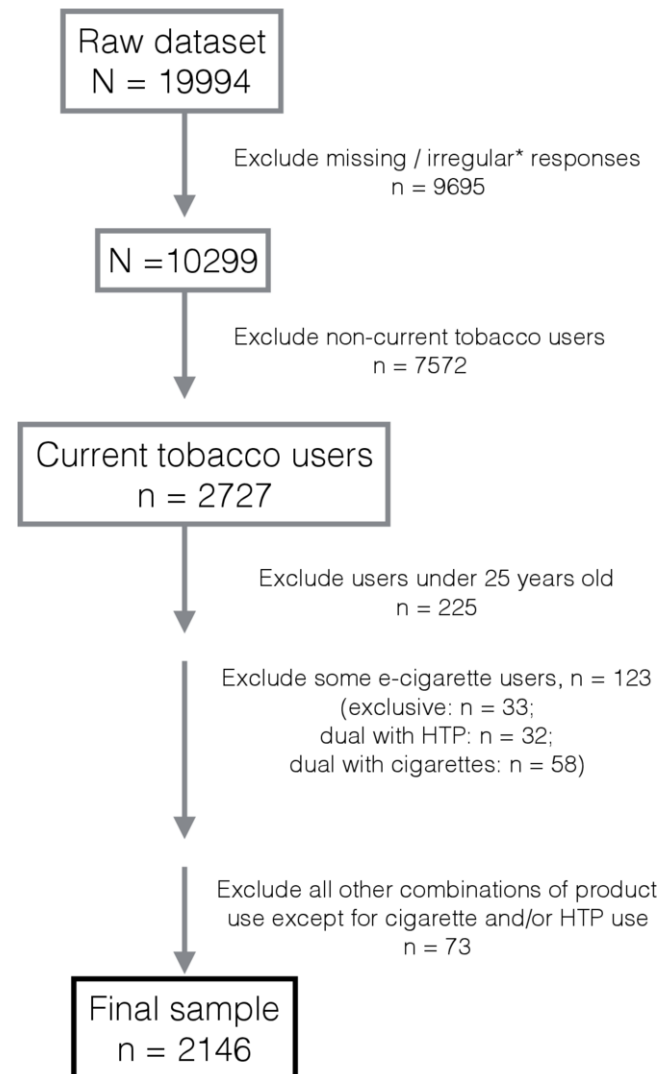 Raw dataset
N = 19994
Exclude missing / irregular* responses
n = 9695
N =10299
Exclude non-current tobacco users
n = 7572
Current tobacco users
n = 2727
Exclude users under 25 years old
n = 225
Exclude some e-cigarette users, n = 123
(exclusive: n = 33;
dual with HTP: n = 32;
dual with cigarettes: n = 58)
Exclude all other combinations of product
use except for cigarette and/or HTP use
n = 73
Final sample
n = 2146